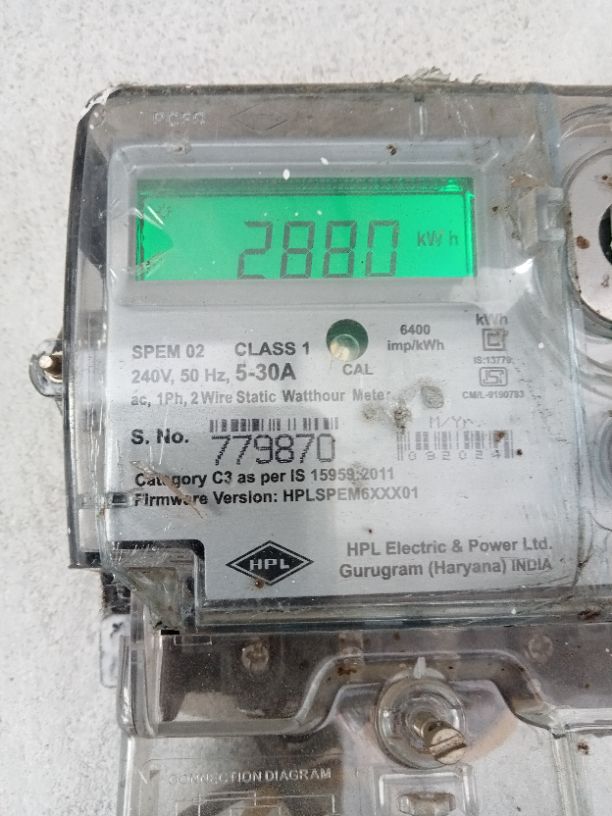 2880 kWh
SPEM 02 CLASS 1
6400
imp/kWh
kWh
240V, 50 Hz, 5-30A
CAL
IS:13779
ac, 1Ph, 2 Wire Static Watthour Meter
CM/L-9190783
S. No. 779870
M/Yr.
092024
Category C3 as per IS 15959:2011
Firmware Version: HPLSPEM6XXX01
HPL
HPL Electric & Power Ltd.
Gurugram (Haryana) INDIA
CONNECTION DIAGRAM